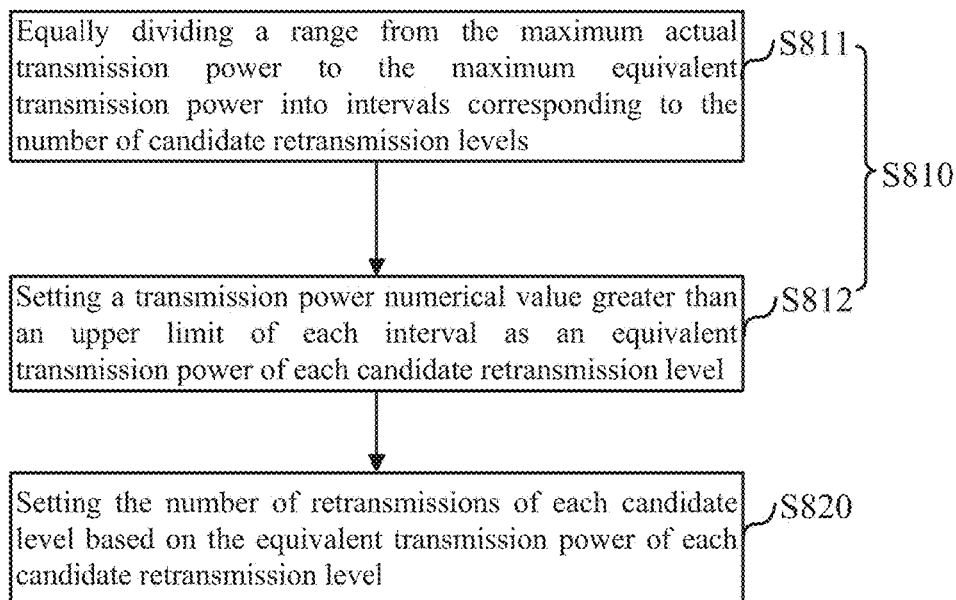 Equally dividing a range from the maximum actual
S811
transmission power to the maximum equivalent
transmission power into intervals corresponding to the
number of candidate retransmission levels
S810
Setting a transmission power numerical value greater than
S812
an upper limit of each interval as an equivalent
transmission power of each candidate retransmission level
Setting the number of retransmissions of each candidate
S820
level based on the equivalent transmission power of each
candidate retransmission level